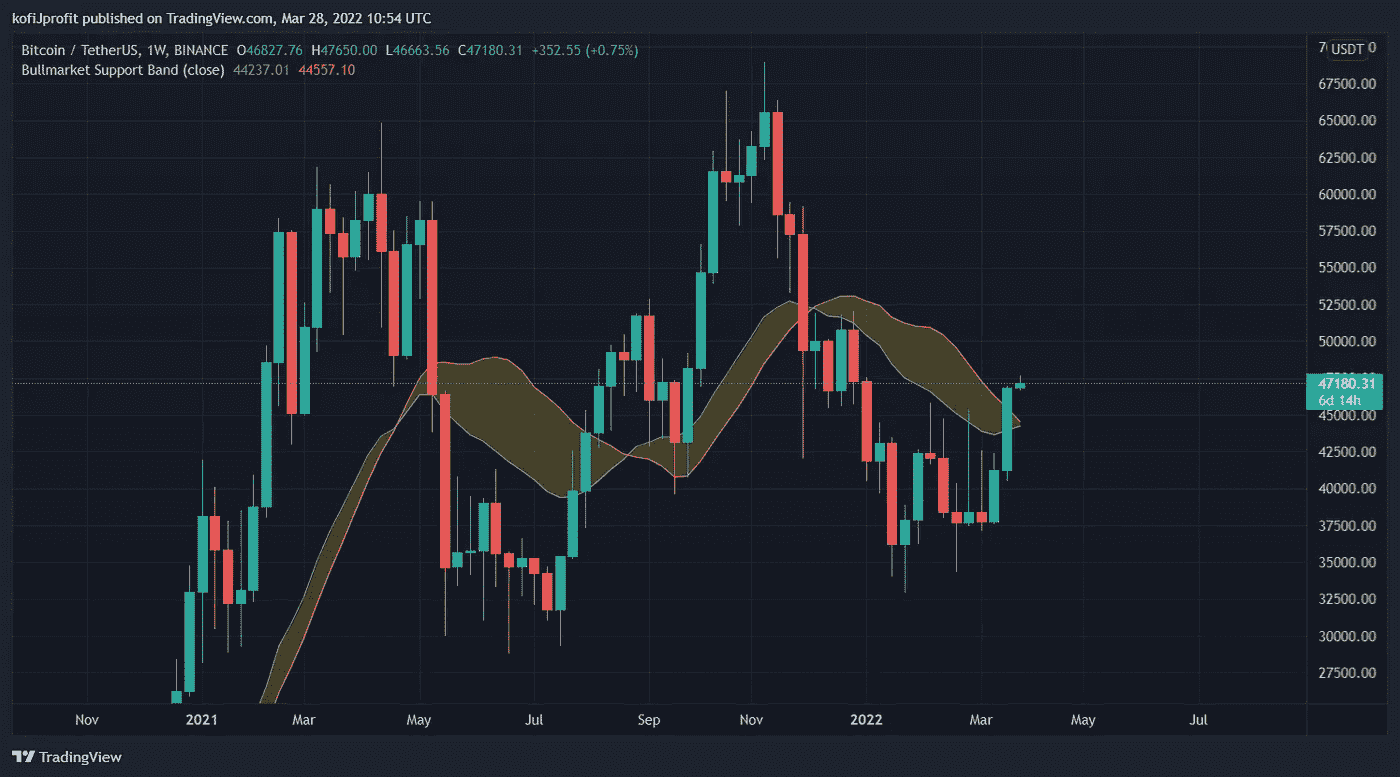 kofiJprofit published on TradingView.com, Mar 28, 2022 10:54 UTC
Bitcoin / TetherUS, 1W, BINANCE O46827.76 H47650.00 L46663.56 C47180.31 +352.55 (+0.75%)
Bullmarket Support Band (close) 44237.01 44557.10
USDT
67500.00
65000.00
62500.00
60000.00
57500.00
55000.00
52500.00
50000.00
47180.31
6d 14h
45000.00
42500.00
40000.00
37500.00
35000.00
32500.00
30000.00
27500.00
Nov 2021 Mar May Jul Sep Nov 2022 Mar May Jul
TradingView